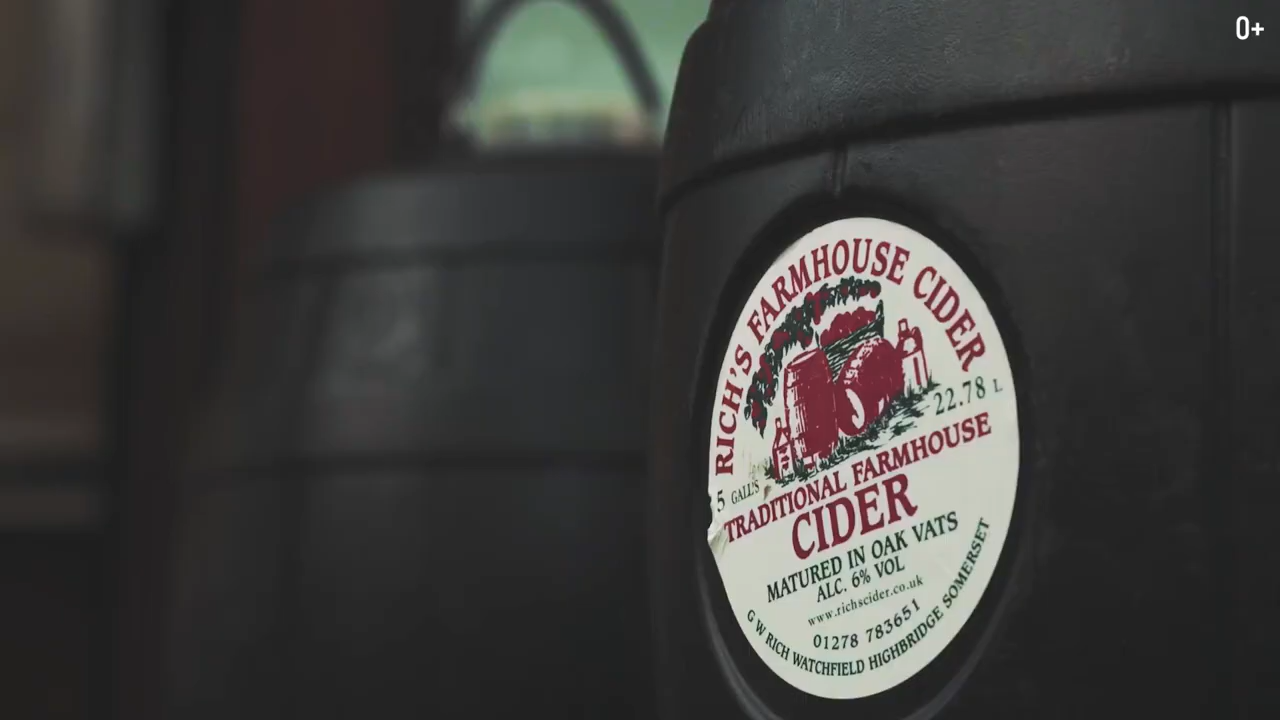 0+
RICH'S FARMHOUSE CIDER
22.78 L
5 GALL'S
TRADITIONAL FARMHOUSE
CIDER
MATURED IN OAK VATS
ALC. 6% VOL
www.richscider.co.uk
01278 783651
G W RICH WATCHFIELD HIGHBRIDGE SOMERSET